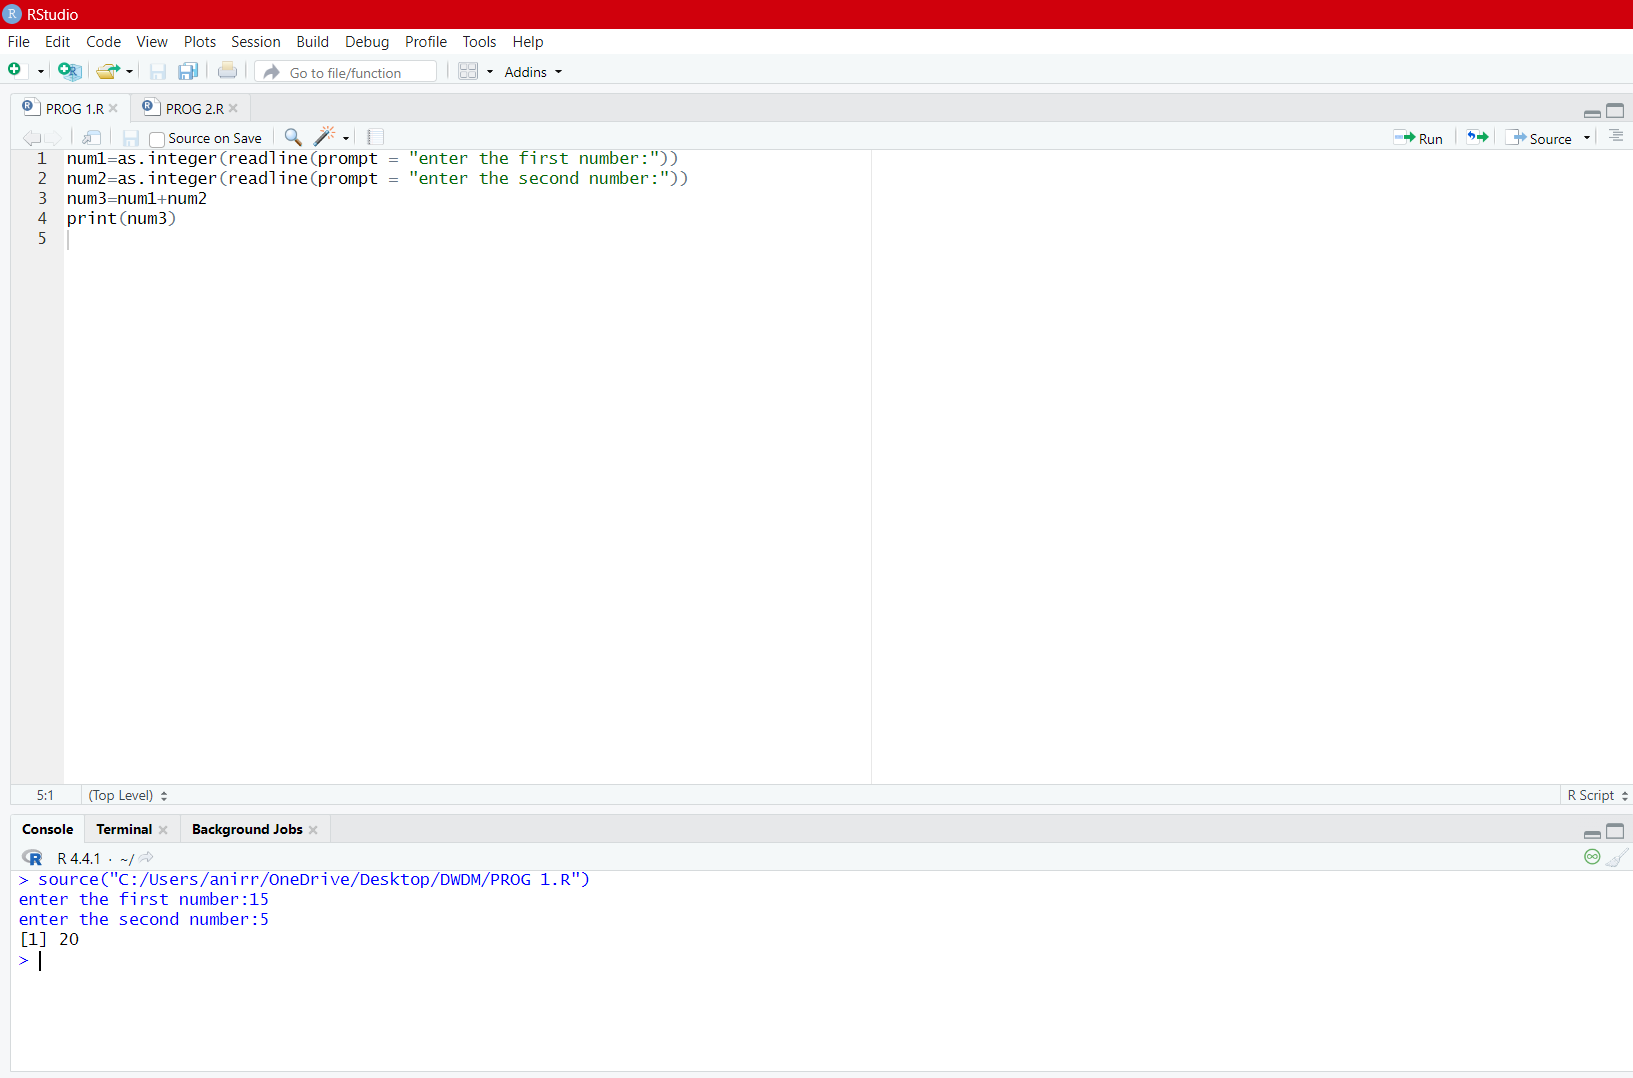 RStudio
File Edit Code View Plots Session Build Debug Profile Tools Help
Go to file/function Addins
PROG 1.R PROG 2.R
Source on Save Run Source
1 num1=as.integer(readline(prompt = "enter the first number:"))
2 num2=as.integer(readline(prompt = "enter the second number:"))
3 num3=num1+num2
4 print(num3)
5
5:1 (Top Level) R Script
Console Terminal Background Jobs
R 4.4.1 · ~/
> source("C:/Users/anirr/OneDrive/Desktop/DWDM/PROG 1.R")
enter the first number:15
enter the second number:5
[1] 20
>